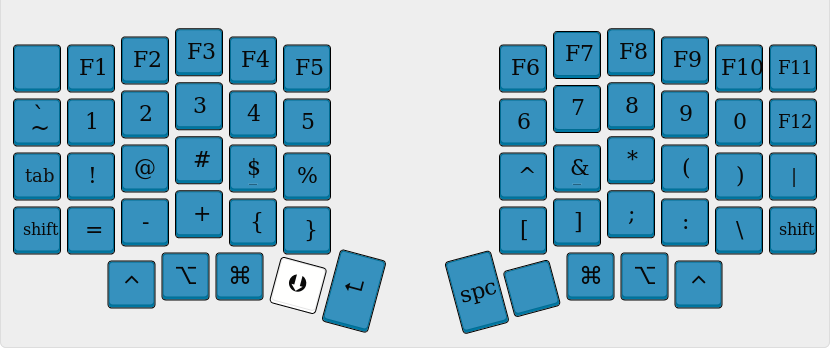 F1 F2 F3 F4 F5 F6 F7 F8 F9 F10 F11
` ~ 1 2 3 4 5 6 7 8 9 0 F12
tab ! @ # $ % ^ & * ( ) |
shift = - + { } [ ] ; : \ shift
^ ⌥ ⌘ ↵ spc ⌘ ⌥ ^